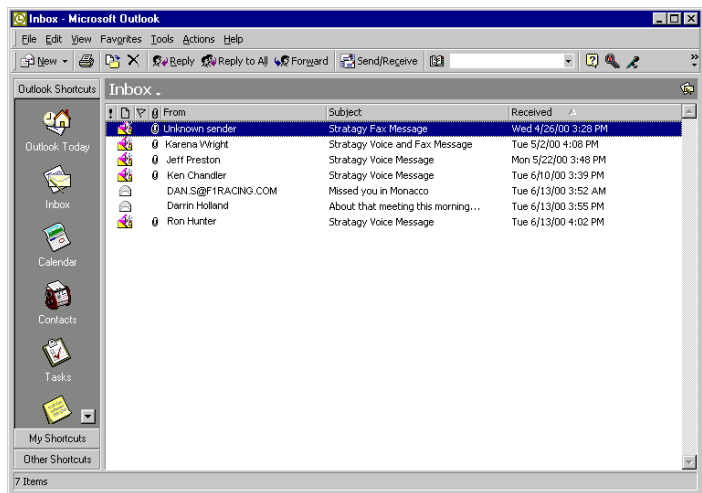 Inbox - Microsoft Outlook
File Edit View Favorites Tools Actions Help
New Reply Reply to All Forward Send/Receive
Outlook Shortcuts
Inbox
! From Subject Received
Unknown sender Stratagy Fax Message Wed 4/26/00 3:28 PM
Karena Wright Stratagy Voice and Fax Message Tue 5/2/00 4:08 PM
Jeff Preston Stratagy Voice Message Mon 5/22/00 3:48 PM
Ken Chandler Stratagy Voice Message Tue 6/10/00 3:39 PM
DAN.S@F1RACING.COM Missed you in Monacco Tue 6/13/00 3:52 AM
Darrin Holland About that meeting this morning... Tue 6/13/00 3:55 PM
Ron Hunter Stratagy Voice Message Tue 6/13/00 4:02 PM
Outlook Today
Inbox
Calendar
Contacts
Tasks
My Shortcuts
Other Shortcuts
7 Items